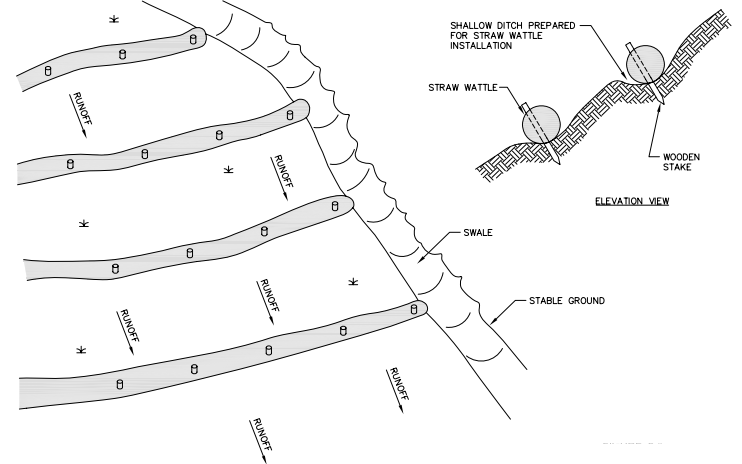 SHALLOW DITCH PREPARED
FOR STRAW WATTLE
INSTALLATION
STRAW WATTLE
WOODEN
STAKE
ELEVATION VIEW
RUNOFF
RUNOFF
SWALE
RUNOFF
RUNOFF
STABLE GROUND
RUNOFF
RUNOFF